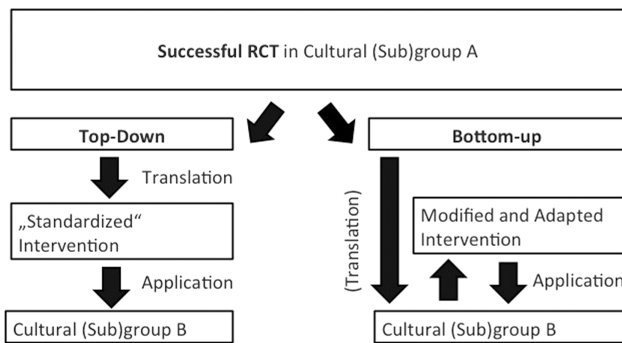 Successful RCT in Cultural (Sub)group A
Top-Down
Bottom-up
Translation
„Standardized“
Intervention
Application
Cultural (Sub)group B
(Translation)
Modified and Adapted
Intervention
Application
Cultural (Sub)group B